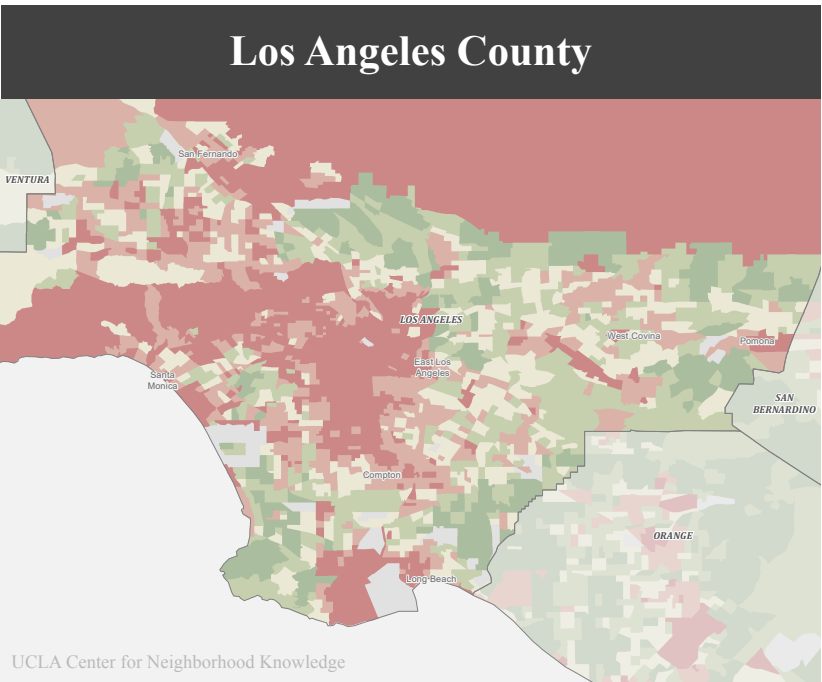 Los Angeles County
San Fernando
VENTURA
LOS ANGELES
West Covina
Pomona
East Los
Angeles
Santa
Monica
SAN
BERNARDINO
Compton
ORANGE
Long Beach
UCLA Center for Neighborhood Knowledge